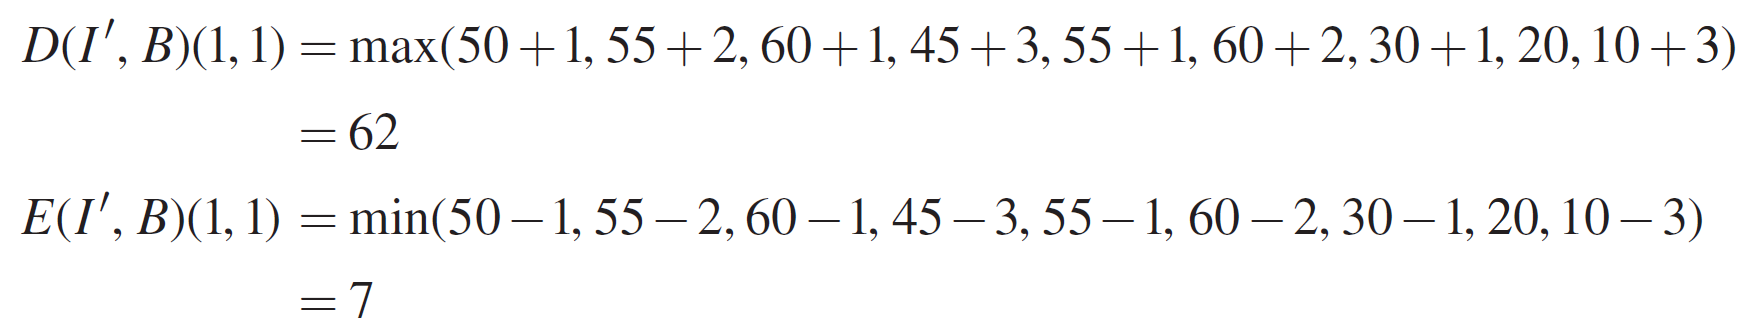 D(I′, B)(1, 1) = max(50 + 1, 55 + 2, 60 + 1, 45 + 3, 55 + 1, 60 + 2, 30 + 1, 20, 10 + 3)
= 62
E(I′, B)(1, 1) = min(50 − 1, 55 − 2, 60 − 1, 45 − 3, 55 − 1, 60 − 2, 30 − 1, 20, 10 − 3)
= 7